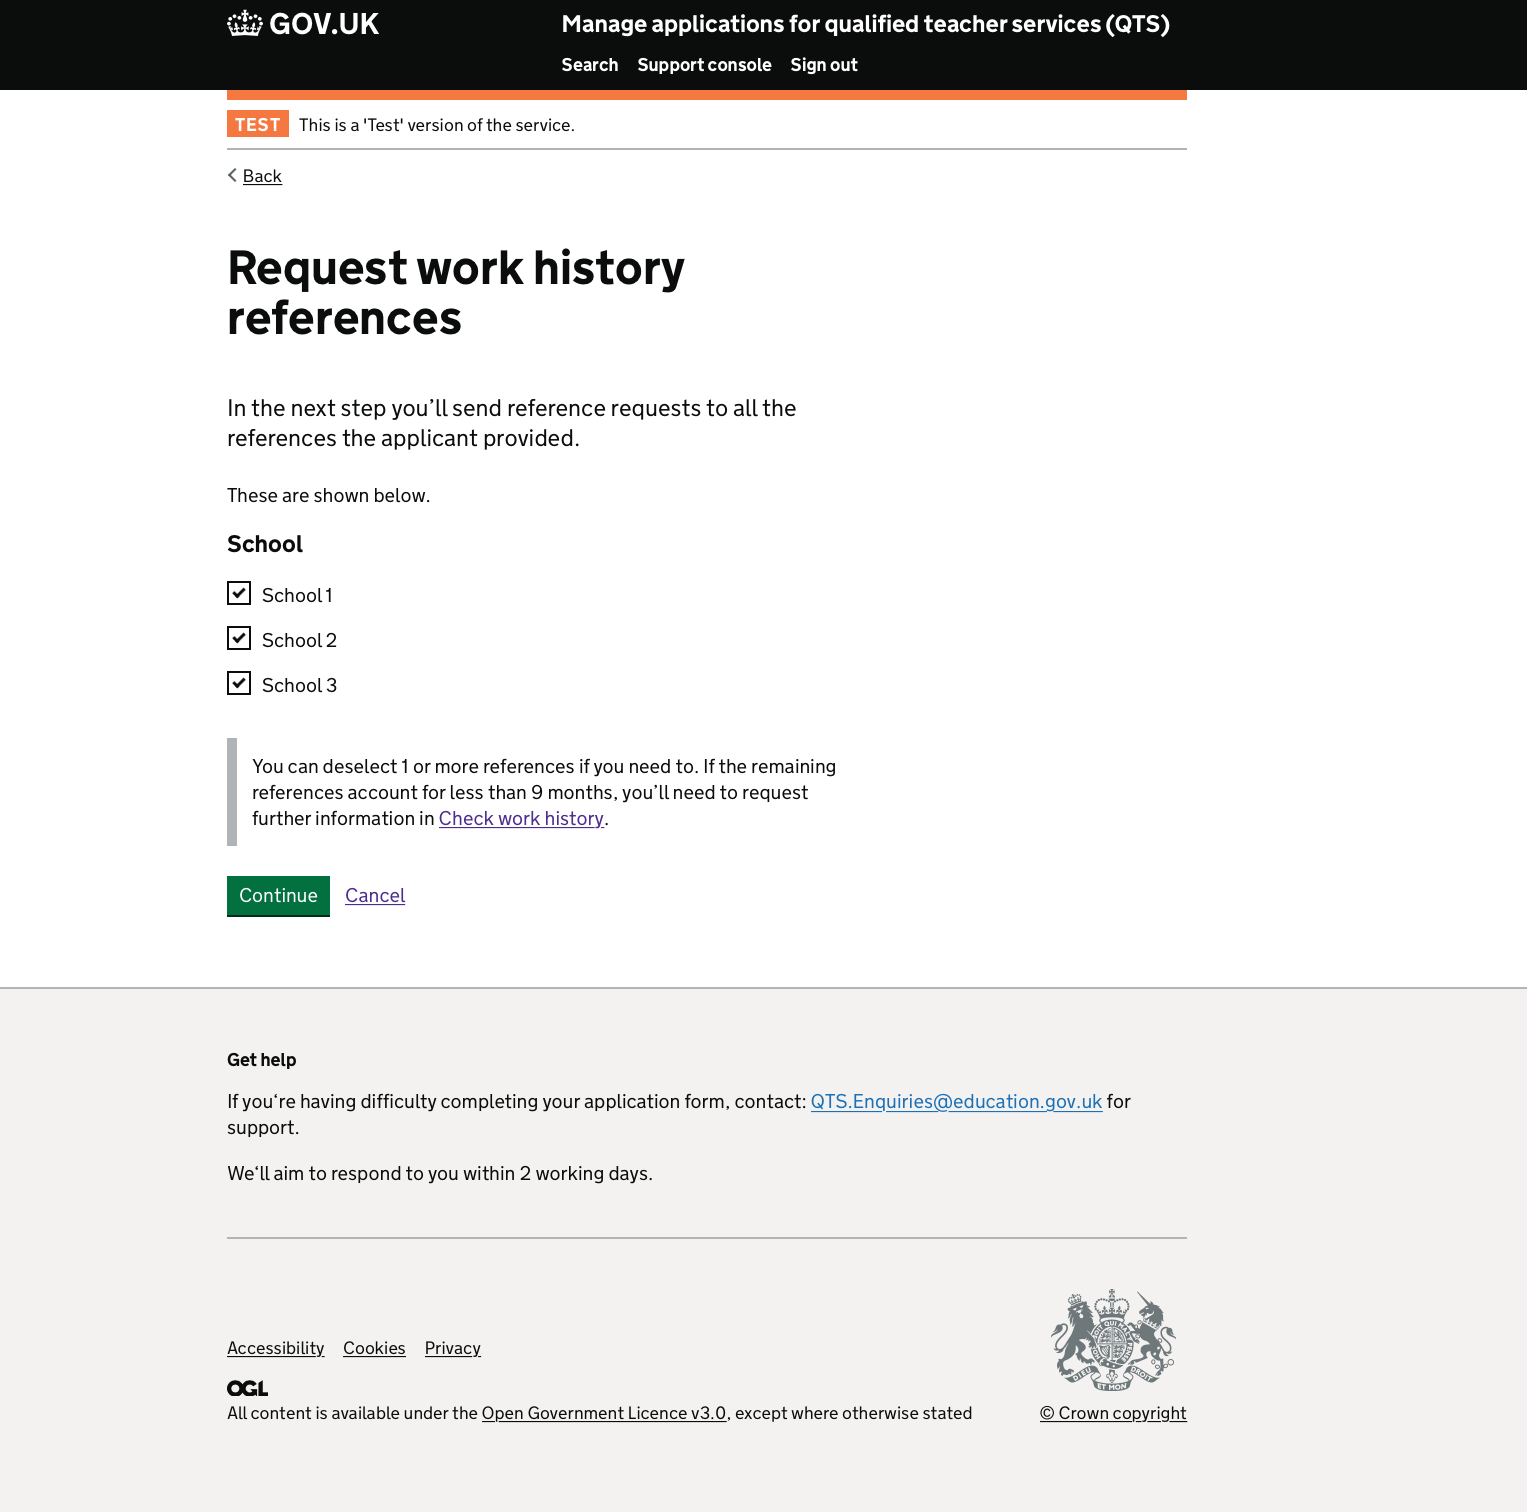 GOV.UK
Manage applications for qualified teacher services (QTS)
Search Support console Sign out
TEST This is a 'Test' version of the service.
Back
Request work history
references
In the next step you’ll send reference requests to all the
references the applicant provided.
These are shown below.
School
School 1
School 2
School 3
You can deselect 1 or more references if you need to. If the remaining
references account for less than 9 months, you’ll need to request
further information in Check work history.
Continue Cancel
Get help
If you‘re having difficulty completing your application form, contact: QTS.Enquiries@education.gov.uk for
support.
We‘ll aim to respond to you within 2 working days.
Accessibility Cookies Privacy
OGL
All content is available under the Open Government Licence v3.0, except where otherwise stated
© Crown copyright